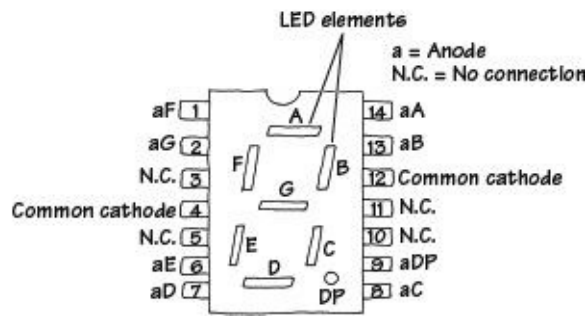 LED elements
a = Anode
N.C. = No connection
aF 1 A 14 aA
aG 2 F B 13 aB
N.C. 3 12 Common cathode
Common cathode 4 G 11 N.C.
N.C. 5 E C 10 N.C.
aE 6 D 9 aDP
aD 7 DP 8 aC